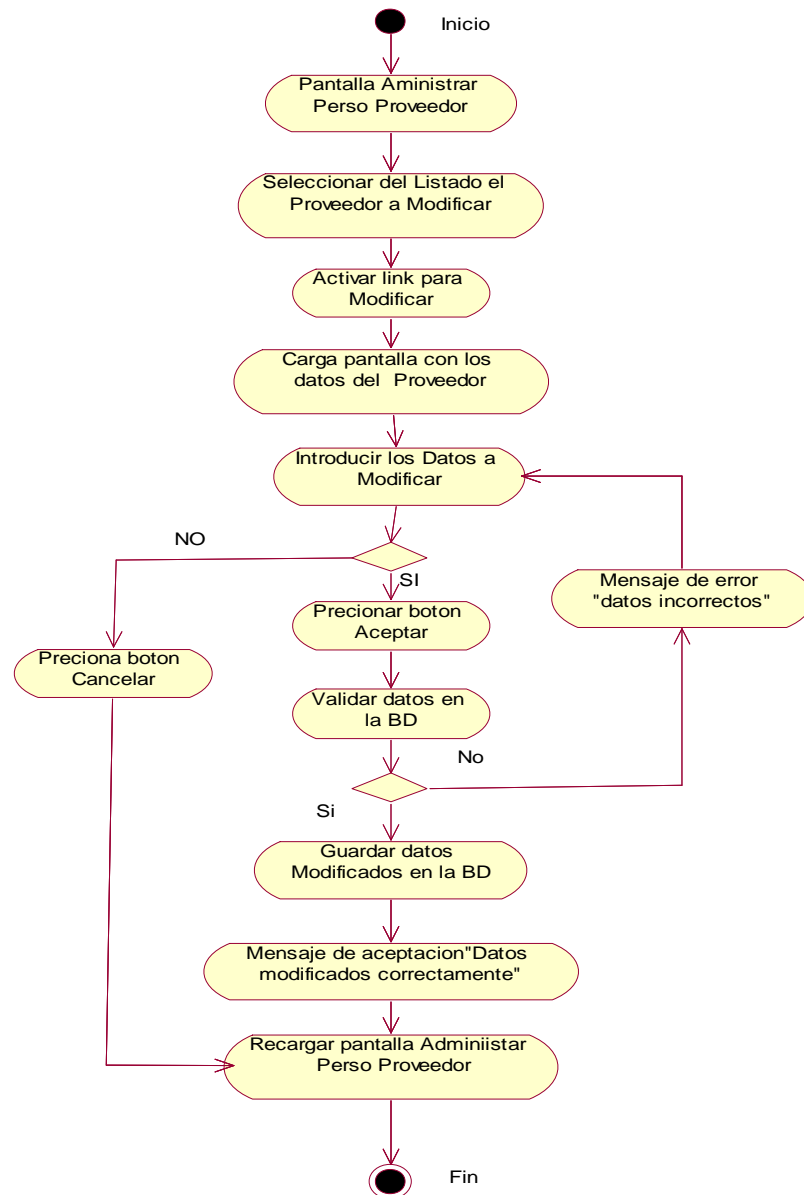 Inicio
Pantalla Aministrar
Perso Proveedor
Seleccionar del Listado el
Proveedor a Modificar
Activar link para
Modificar
Carga pantalla con los
datos del Proveedor
Introducir los Datos a
Modificar
NO
SI
Mensaje de error
"datos incorrectos"
Precionar boton
Aceptar
Preciona boton
Cancelar
Validar datos en
la BD
No
Si
Guardar datos
Modificados en la BD
Mensaje de aceptacion"Datos
modificados correctamente"
Recargar pantalla Adminiistar
Perso Proveedor
Fin